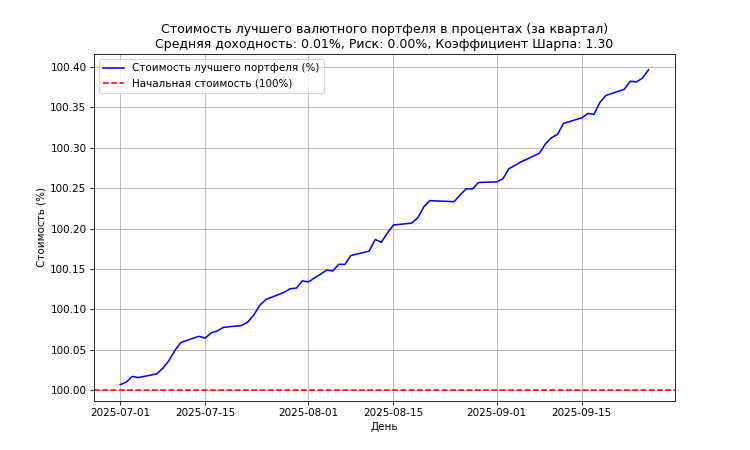 Стоимость лучшего валютного портфеля в процентах (за квартал)
Средняя доходность: 0.01%, Риск: 0.00%, Коэффициент Шарпа: 1.30
Стоимость лучшего портфеля (%)
Начальная стоимость (100%)
Стоимость (%)
100.40
100.35
100.30
100.25
100.20
100.15
100.10
100.05
100.00
2025-07-01
2025-07-15
2025-08-01
2025-08-15
2025-09-01
2025-09-15
День